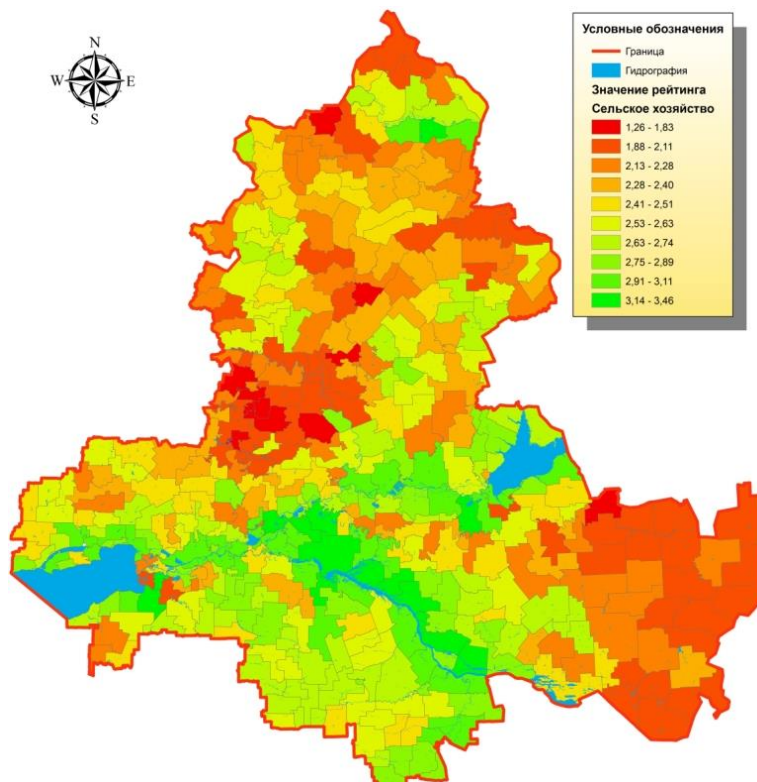 N
W E
S
Условные обозначения
Граница
Гидрография
Значение рейтинга
Сельское хозяйство
1,26 - 1,83
1,88 - 2,11
2,13 - 2,28
2,28 - 2,40
2,41 - 2,51
2,53 - 2,63
2,63 - 2,74
2,75 - 2,89
2,91 - 3,11
3,14 - 3,46